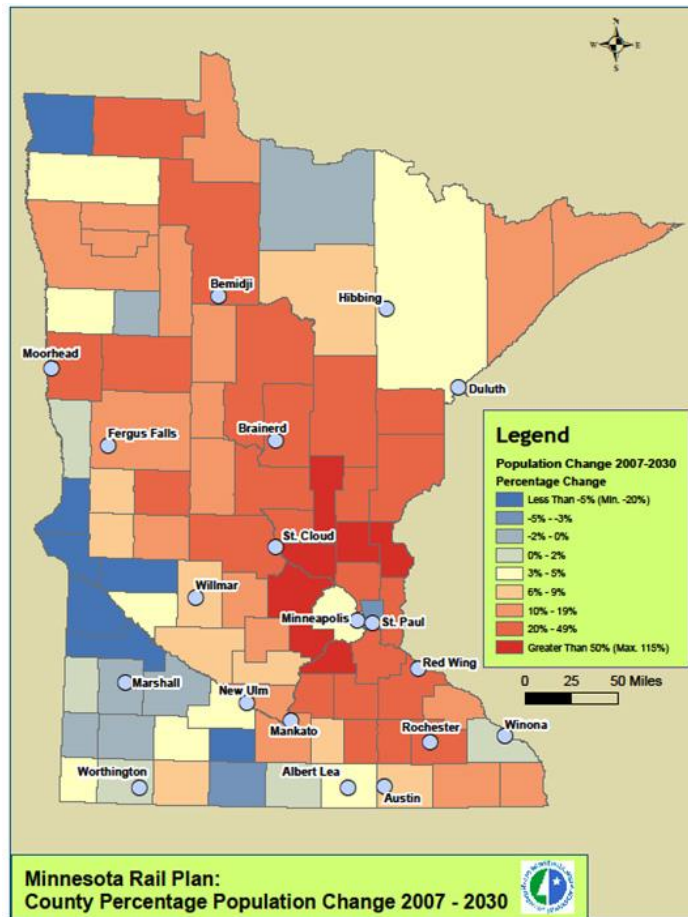 N
W
E
S
Bemidji
Hibbing
Moorhead
Duluth
Fergus Falls
Brainerd
Legend
Population Change 2007-2030
Percentage Change
Less Than -5% (Min. -20%)
-5% - -3%
-2% - 0%
0% - 2%
3% - 5%
6% - 9%
10% - 19%
20% - 49%
Greater Than 50% (Max. 115%)
St. Cloud
Willmar
Minneapolis
St. Paul
Red Wing
0 25 50 Miles
Marshall
New Ulm
Mankato
Rochester
Winona
Worthington
Albert Lea
Austin
Minnesota Rail Plan:
County Percentage Population Change 2007 - 2030